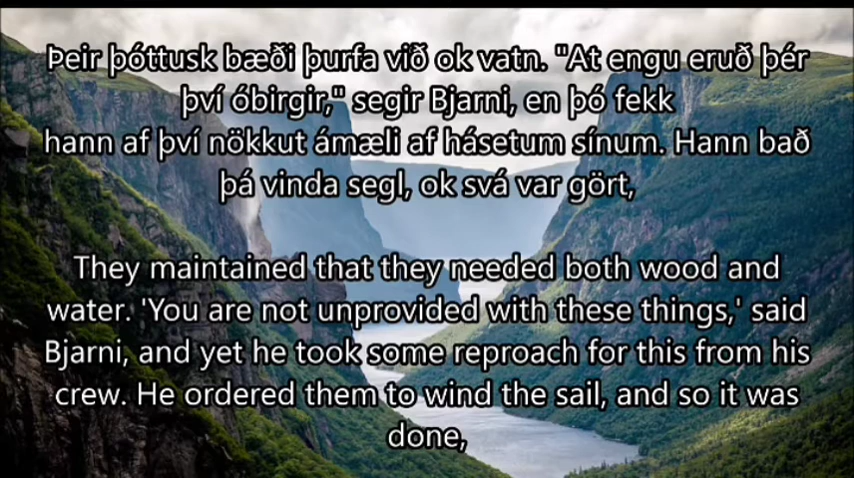 Þeir þóttusk bæði þurfa við ok vatn. "At engu eruð þér
því óbirgir," segir Bjarni, en þó fekk
hann af því nökkut ámæli af hásetum sínum. Hann bað
þá vinda segl, ok svá var gört,
They maintained that they needed both wood and
water. 'You are not unprovided with these things,' said
Bjarni, and yet he took some reproach for this from his
crew. He ordered them to wind the sail, and so it was
done,